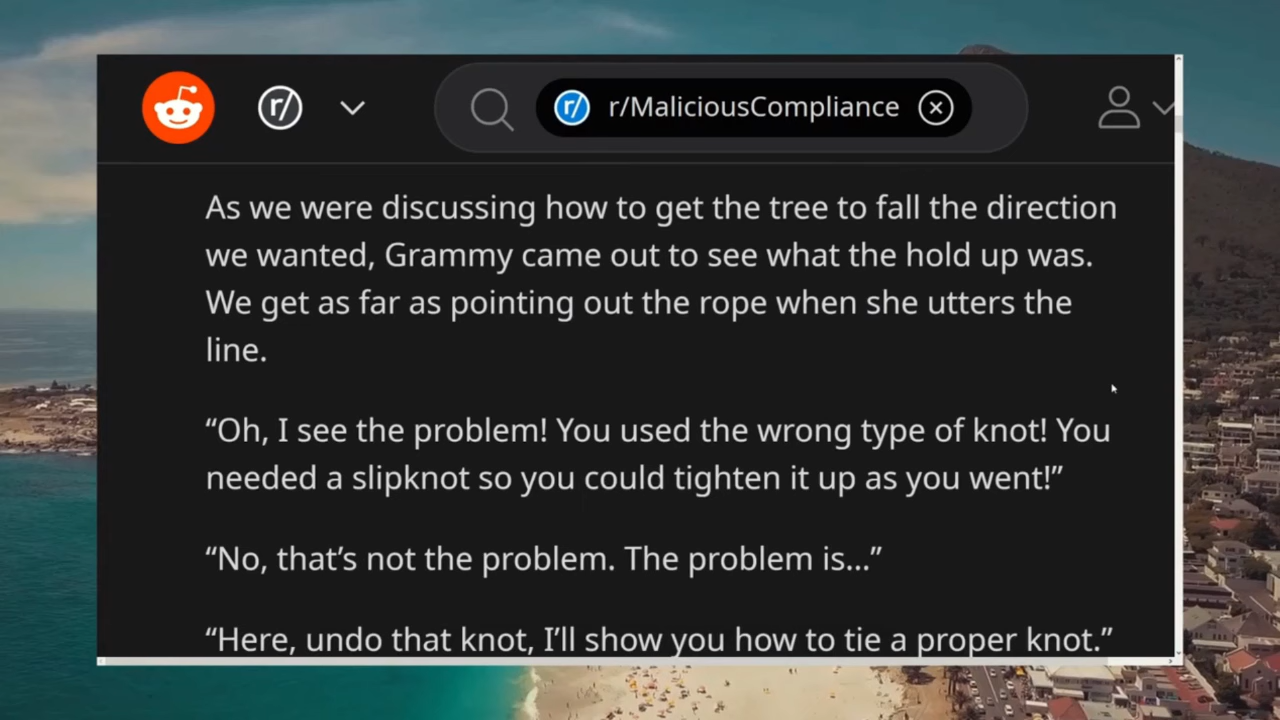 r/
r/
r/MaliciousCompliance
As we were discussing how to get the tree to fall the direction
we wanted, Grammy came out to see what the hold up was.
We get as far as pointing out the rope when she utters the
line.
“Oh, I see the problem! You used the wrong type of knot! You
needed a slipknot so you could tighten it up as you went!”
“No, that’s not the problem. The problem is...”
“Here, undo that knot, I’ll show you how to tie a proper knot.”